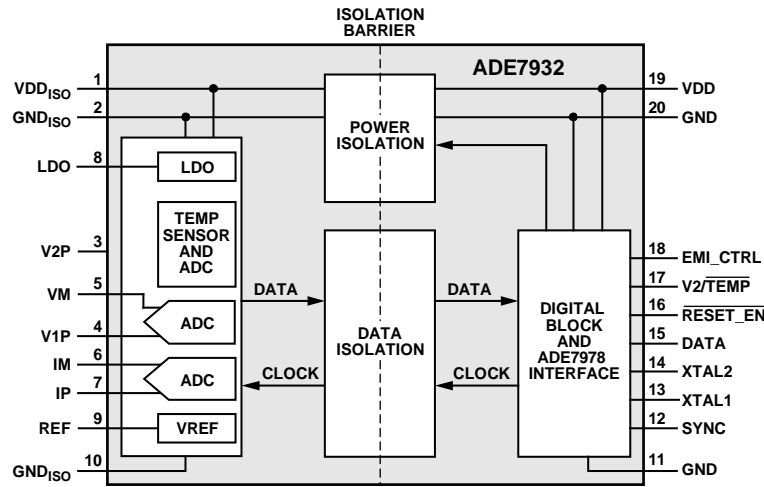 ISOLATION
BARRIER
ADE7932
VDDISO 1
GNDISO 2
LDO 8
V2P 3
VM 5
V1P 4
IM 6
IP 7
REF 9
GNDISO 10
LDO
TEMP
SENSOR
AND
ADC
ADC
ADC
VREF
POWER
ISOLATION
DATA
CLOCK
DATA
ISOLATION
DATA
CLOCK
DIGITAL
BLOCK
AND
ADE7978
INTERFACE
19 VDD
20 GND
18 EMI_CTRL
17 V2/TEMP
16 RESET_EN
15 DATA
14 XTAL2
13 XTAL1
12 SYNC
11 GND